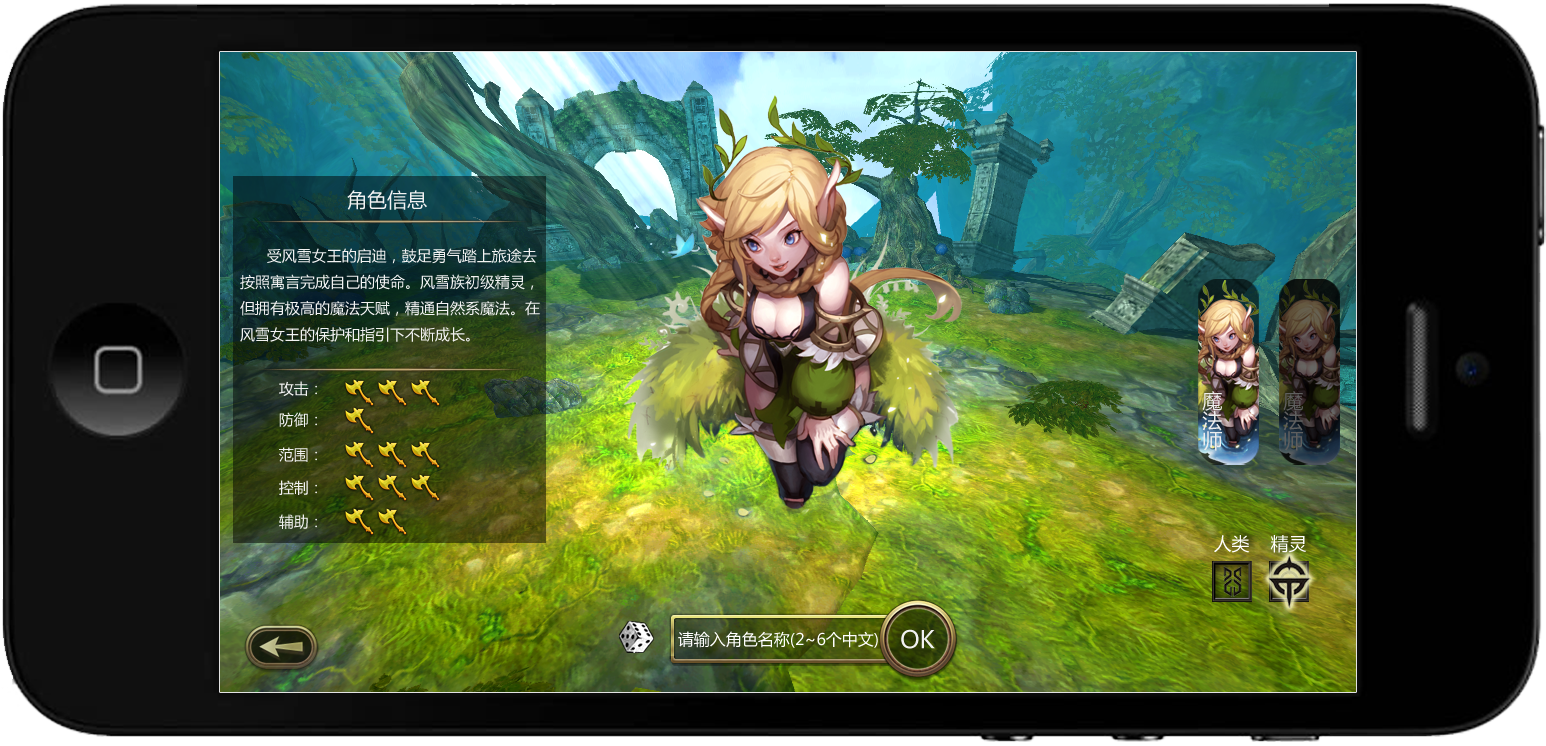 角色信息
受风雪女王的启迪，鼓足勇气踏上旅途去
按照寓言完成自己的使命。风雪族初级精灵，
但拥有极高的魔法天赋，精通自然系魔法。在
风雪女王的保护和指引下不断成长。
攻击：
防御：
范围：
控制：
辅助：
魔法师
魔法师
人类 精灵
请输入角色名称(2~6个中文)
OK